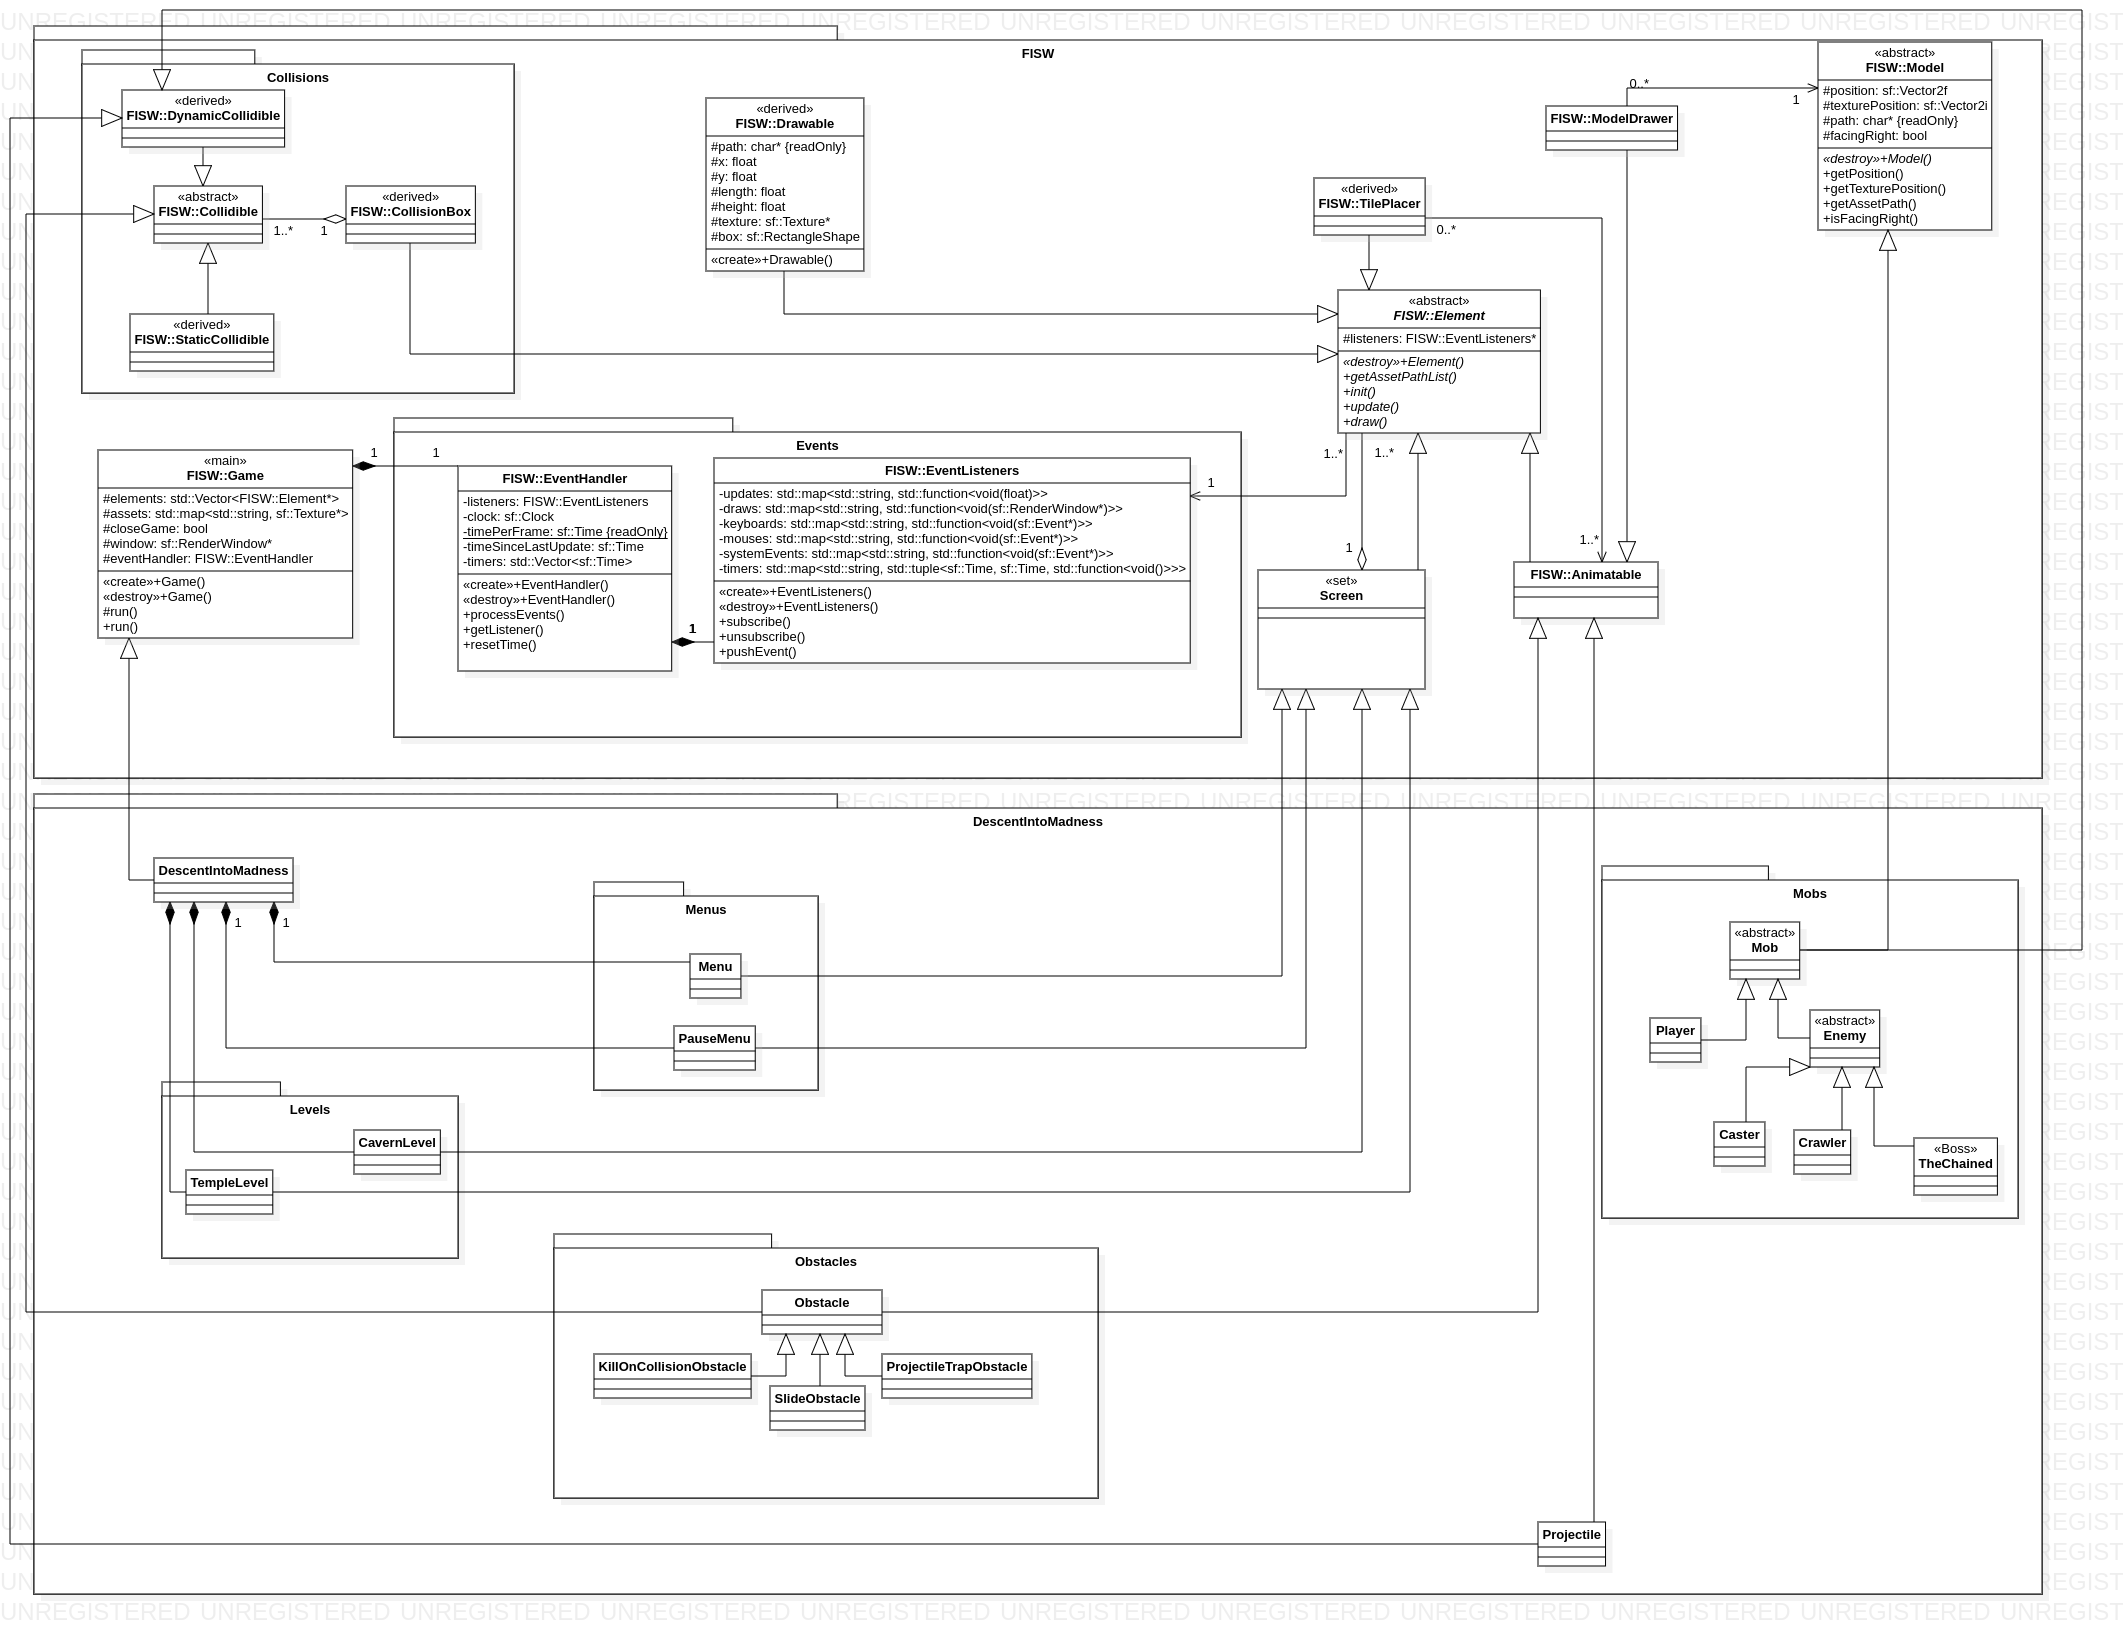 UNREGISTERED UNREGISTERED UNREGISTERED UNREGISTERED UNREGISTERED UNREGISTERED UNREGISTERED UNREGISTERED UNREGISTERED UNREGISTERED
FISW
Collisions
«derived»
FISW::DynamicCollidible
«abstract»
FISW::Collidible
«derived»
FISW::CollisionBox
1..*
1
«derived»
FISW::StaticCollidible
«derived»
FISW::Drawable
#path: char* {readOnly}
#x: float
#y: float
#length: float
#height: float
#texture: sf::Texture*
#box: sf::RectangleShape
«create»+Drawable()
«derived»
FISW::TilePlacer
0..*
FISW::ModelDrawer
0..*
1
«abstract»
FISW::Model
#position: sf::Vector2f
#texturePosition: sf::Vector2i
#path: char* {readOnly}
#facingRight: bool
«destroy»+Model()
+getPosition()
+getTexturePosition()
+getAssetPath()
+isFacingRight()
«abstract»
FISW::Element
#listeners: FISW::EventListeners*
«destroy»+Element()
+getAssetPathList()
+init()
+update()
+draw()
1..*
1..*
1
1
1..*
«main»
FISW::Game
#elements: std::Vector<FISW::Element*>
#assets: std::map<std::string, sf::Texture*>
#closeGame: bool
#window: sf::RenderWindow*
#eventHandler: FISW::EventHandler
«create»+Game()
«destroy»+Game()
#run()
+run()
1
1
Events
FISW::EventHandler
-listeners: FISW::EventListeners
-clock: sf::Clock
-timePerFrame: sf::Time {readOnly}
-timeSinceLastUpdate: sf::Time
-timers: std::Vector<sf::Time>
«create»+EventHandler()
«destroy»+EventHandler()
+processEvents()
+getListener()
+resetTime()
1
FISW::EventListeners
-updates: std::map<std::string, std::function<void(float)>>
-draws: std::map<std::string, std::function<void(sf::RenderWindow*)>>
-keyboards: std::map<std::string, std::function<void(sf::Event*)>>
-mouses: std::map<std::string, std::function<void(sf::Event*)>>
-systemEvents: std::map<std::string, std::function<void(sf::Event*)>>
-timers: std::map<std::string, std::tuple<sf::Time, sf::Time, std::function<void()>>>
«create»+EventListeners()
«destroy»+EventListeners()
+subscribe()
+unsubscribe()
+pushEvent()
«set»
Screen
FISW::Animatable
DescentIntoMadness
DescentIntoMadness
1
1
Menus
Menu
PauseMenu
Levels
CavernLevel
TempleLevel
Obstacles
Obstacle
KillOnCollisionObstacle
SlideObstacle
ProjectileTrapObstacle
Mobs
«abstract»
Mob
Player
«abstract»
Enemy
Caster
Crawler
«Boss»
TheChained
Projectile
UNREGISTERED UNREGISTERED UNREGISTERED UNREGISTERED UNREGISTERED UNREGISTERED UNREGISTERED UNREGISTERED UNREGISTERED UNREGISTERED